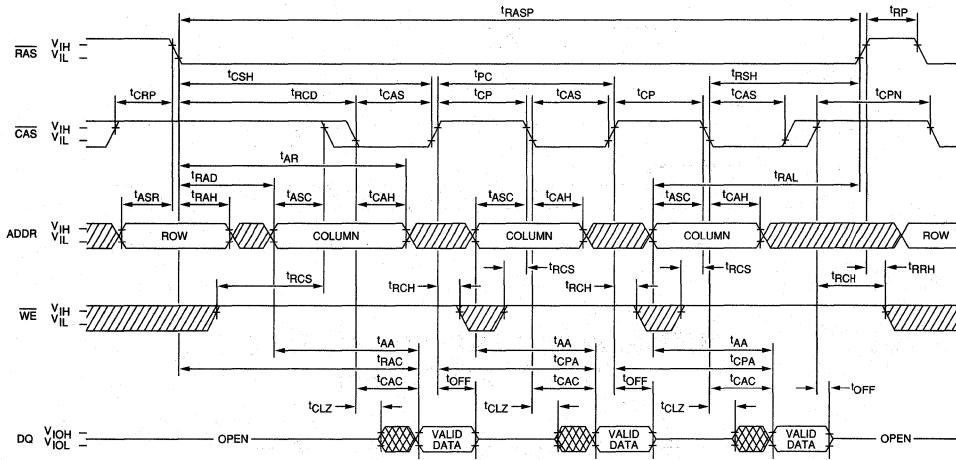 tRASP tRP
RAS VIH VIL
tCSH tPC tRSH
tCRP tRCD tCAS tCP tCAS tCP tCAS tCPN
CAS VIH VIL
tAR
tRAD tRAL
tASR tRAH tASC tCAH tASC tCAH tASC tCAH
ADDR VIH VIL ROW COLUMN COLUMN COLUMN ROW
tRCS tRCH tRCS tRCH tRCS tRCH tRRH
WE VIH VIL
tAA tAA tAA
tRAC tCPA tCPA
tCAC tOFF tCAC tOFF tCAC tOFF
tCLZ tCLZ tCLZ
DQ VIOH VIOL OPEN VALID DATA VALID DATA VALID DATA OPEN